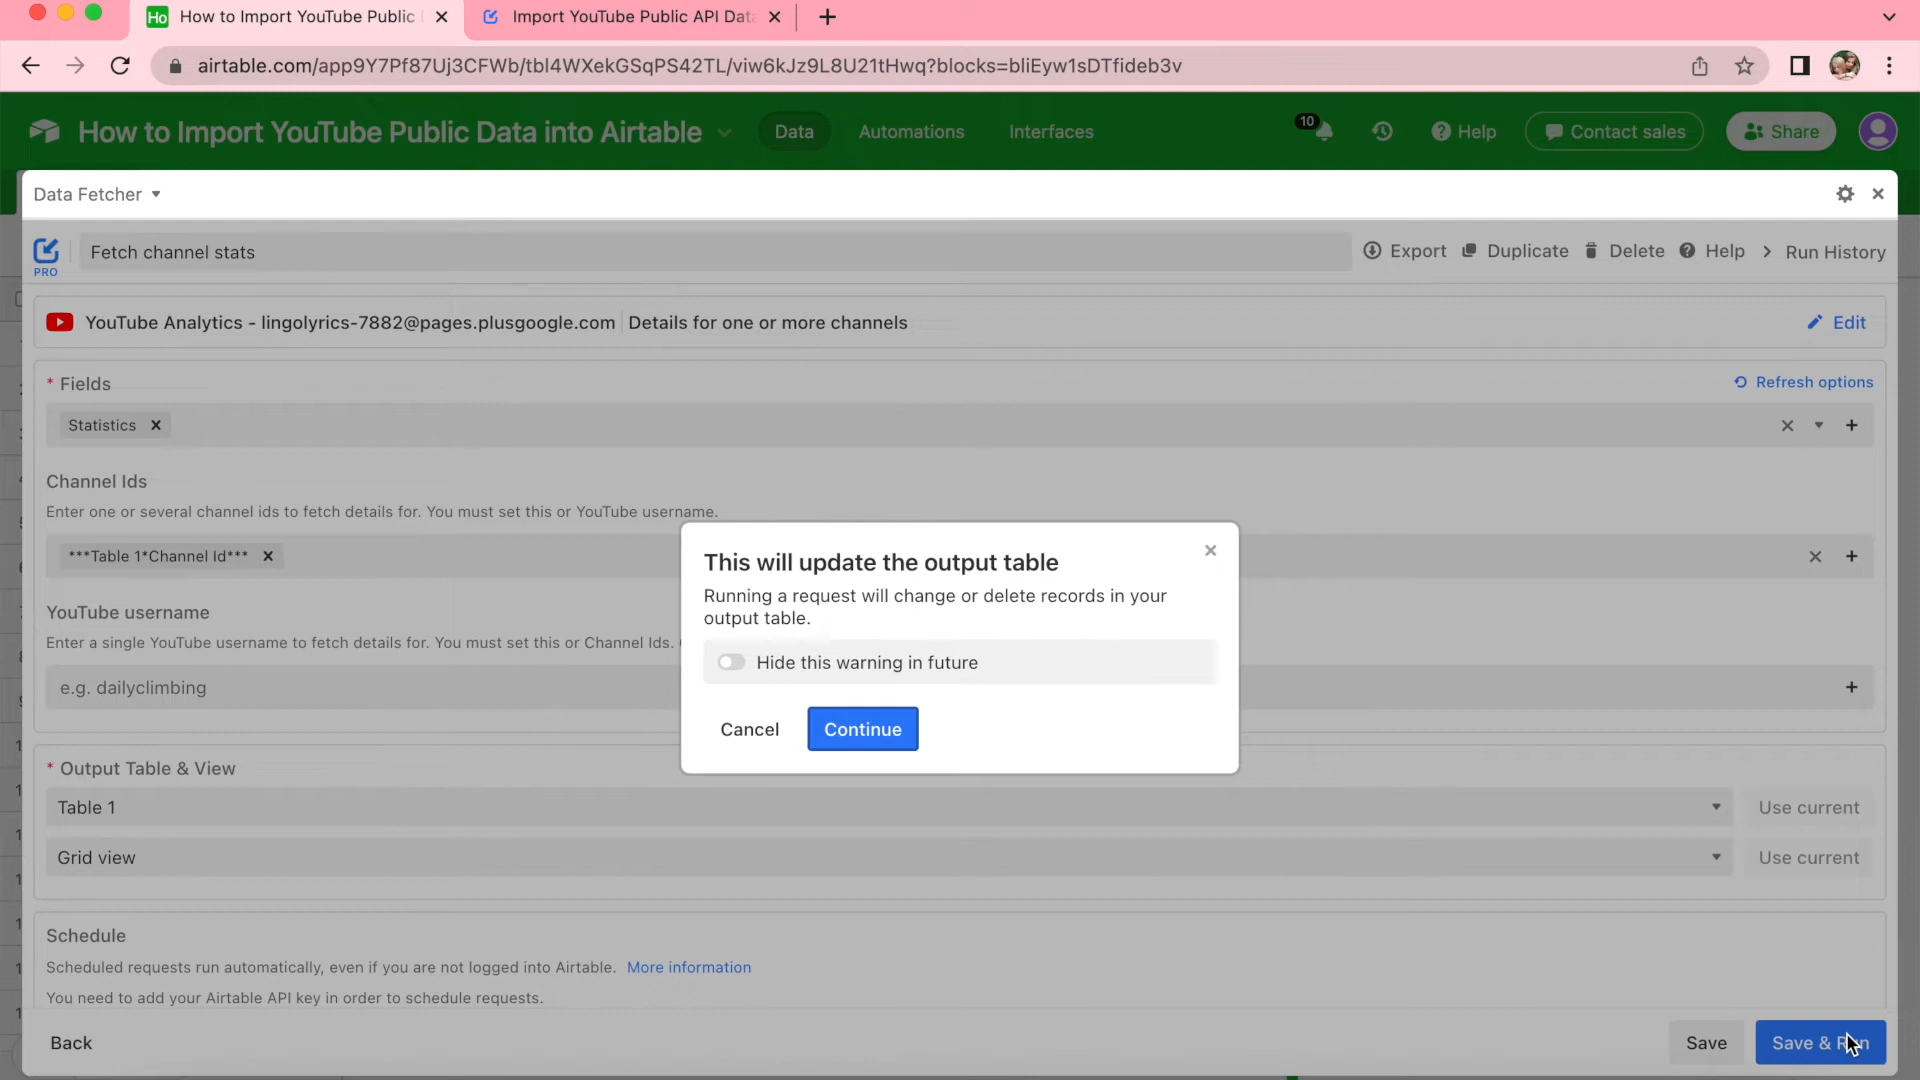 Ho How to Import YouTube Public
Import YouTube Public API Data
airtable.com/app9Y7Pf87Uj3CFWb/tbl4WXekGSqPS42TL/viw6kJz9L8U21tHwq?blocks=bliEyw1sDTfideb3v
How to Import YouTube Public Data into Airtable
Data
Automations
Interfaces
10
Help
Contact sales
Share
Data Fetcher
PRO
Fetch channel stats
Export
Duplicate
Delete
Help
Run History
YouTube Analytics - lingolyrics-7882@pages.plusgoogle.com
Details for one or more channels
Edit
* Fields
Refresh options
Statistics
Channel Ids
Enter one or several channel ids to fetch details for. You must set this or YouTube username.
***Table 1*Channel Id***
YouTube username
Enter a single YouTube username to fetch details for. You must set this or Channel Ids.
e.g. dailyclimbing
This will update the output table
Running a request will change or delete records in your
output table.
Hide this warning in future
Cancel
Continue
* Output Table & View
Table 1
Use current
Grid view
Use current
Schedule
Scheduled requests run automatically, even if you are not logged into Airtable. More information
You need to add your Airtable API key in order to schedule requests.
Back
Save
Save & Run